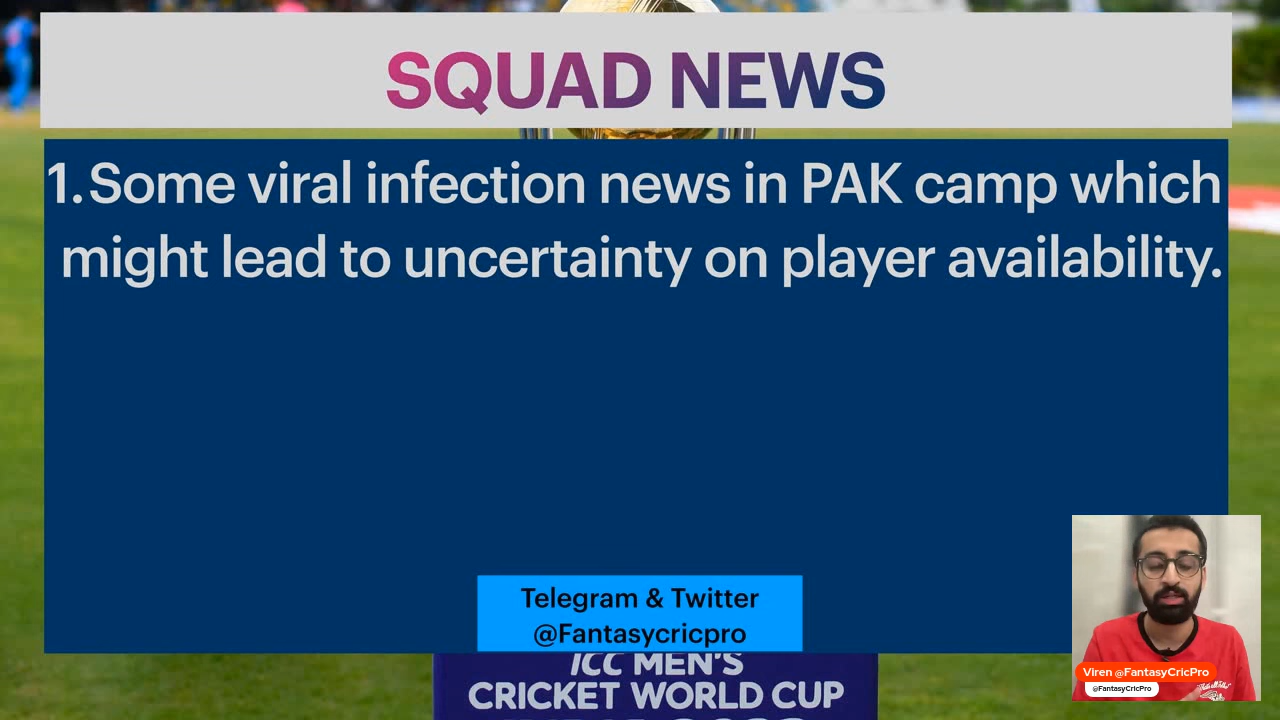 SQUAD NEWS
1. Some viral infection news in PAK camp which
might lead to uncertainty on player availability.
Telegram & Twitter
@Fantasycricpro
ICC MEN'S
CRICKET WORLD CUP
Viren @FantasyCricPro
@FantasyCricPro